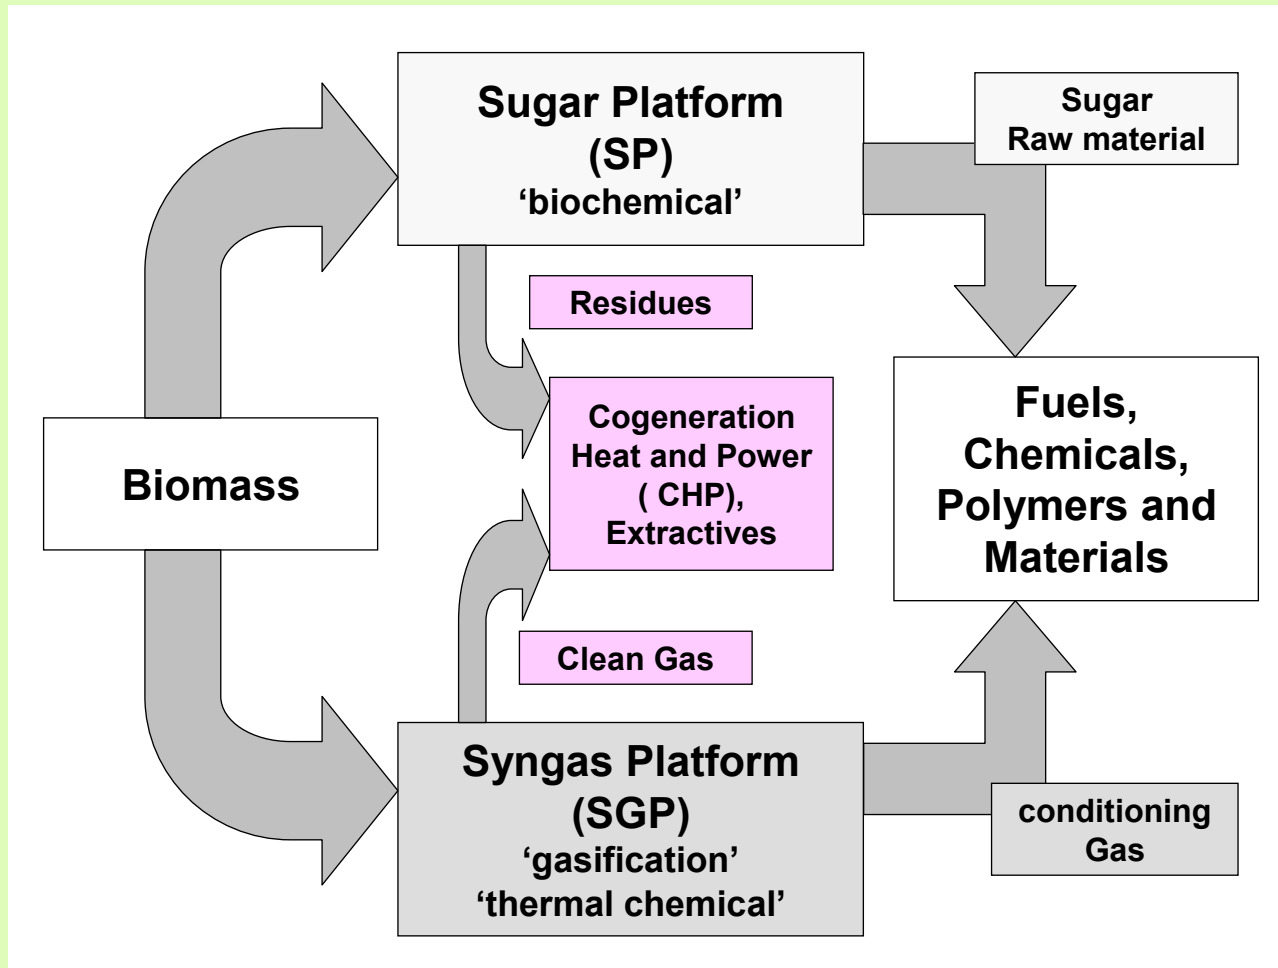 Sugar Platform
(SP)
‘biochemical’
Sugar
Raw material
Residues
Cogeneration
Heat and Power
( CHP),
Extractives
Biomass
Fuels,
Chemicals,
Polymers and
Materials
Clean Gas
Syngas Platform
(SGP)
‘gasification’
‘thermal chemical’
conditioning
Gas